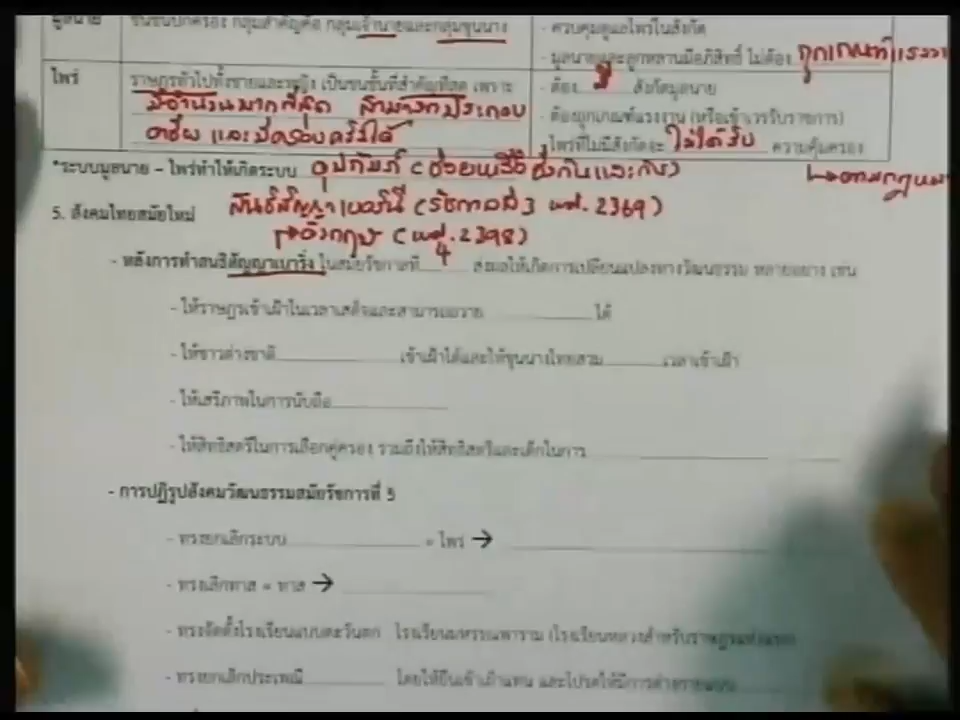 มูลนาย ชนชั้นปกครอง กลุ่มสำคัญคือ กลุ่มเจ้านายและกลุ่มขุนนาง
- ควบคุมดูแลไพร่ในสังกัด
- มูลนายและลูกหลานมีอภิสิทธิ์ ไม่ต้อง ถูกเกณฑ์แรงงาน
ไพร่ ราษฎรทั่วไปทั้งชายและหญิง เป็นชนชั้นที่สำคัญที่สุด เพราะ
มีจำนวนมากที่สุด สามารถประกอบ
อาชีพ และมีครอบครัวได้
- ต้อง มี สังกัดมูลนาย
- ต้องถูกเกณฑ์แรงงาน (หรือเข้าเวรรับราชการ)
- ไพร่ที่ไม่มีสังกัดจะ ไม่ได้รับ ความคุ้มครอง
*ระบบมูลนาย - ไพร่ทำให้เกิดระบบ อุปถัมภ์ (ช่วยเหลือซึ่งกันและกัน)
→ตามกฎหมาย
5. สังคมไทยสมัยใหม่ สนธิสัญญาเบอร์นี (รัชกาลที่ 3 พศ. 2369)
→อังกฤษ (พศ. 2398)
- หลังการทำสนธิสัญญาเบาริ่ง ในสมัยรัชกาลที่ 4 ส่งผลให้เกิดการเปลี่ยนแปลงทางวัฒนธรรม หลายอย่าง เช่น
- ให้ราษฎรเข้าเฝ้าในเวลาเสด็จและสามารถถวาย ได้
- ให้ชาวต่างชาติ เข้าเฝ้าได้และให้ขุนนางไทยสวม เวลาเข้าเฝ้า
- ให้เสรีภาพในการนับถือ
- ให้สิทธิสตรีในการเลือกคู่ครอง รวมถึงให้สิทธิสตรีและเด็กในการ
- การปฏิรูปสังคมวัฒนธรรมสมัยรัชการที่ 5
- ทรงยกเลิกระบบ = ไพร่ →
- ทรงเลิกทาส = ทาส →
- ทรงจัดตั้งโรงเรียนแบบตะวันตก โรงเรียนมหรรณพาราม (โรงเรียนหลวงสำหรับราษฎรแห่งแรก)
- ทรงยกเลิกประเพณี โดยให้ยืนเข้าเฝ้าแทน และโปรดให้มีการ